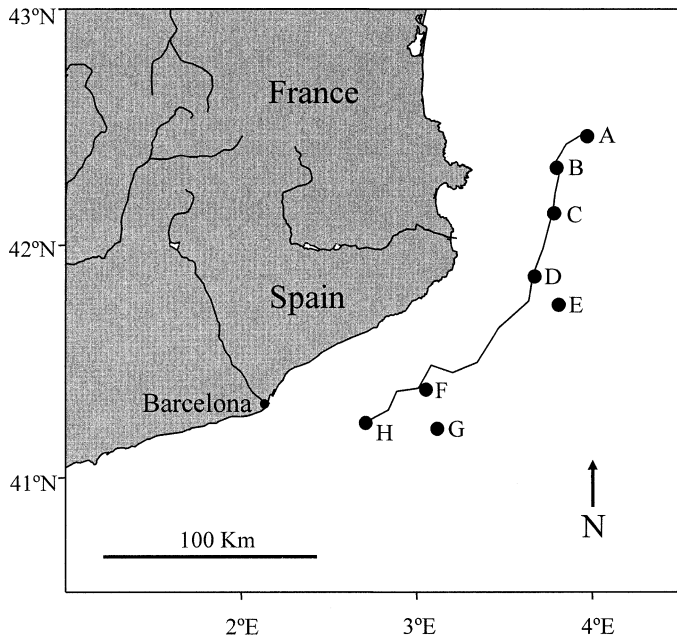 43ºN
France
A
B
C
42ºN
D
Spain
E
Barcelona
F
H
G
41ºN
100 Km
N
2ºE
3ºE
4ºE